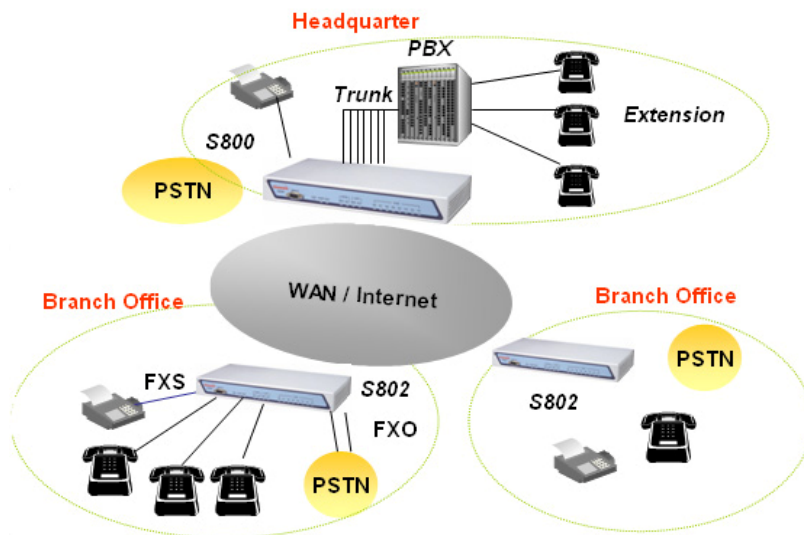 Headquarter
PBX
Trunk
Extension
S800
PSTN
WAN / Internet
Branch Office
Branch Office
FXS
S802
FXO
PSTN
S802
PSTN